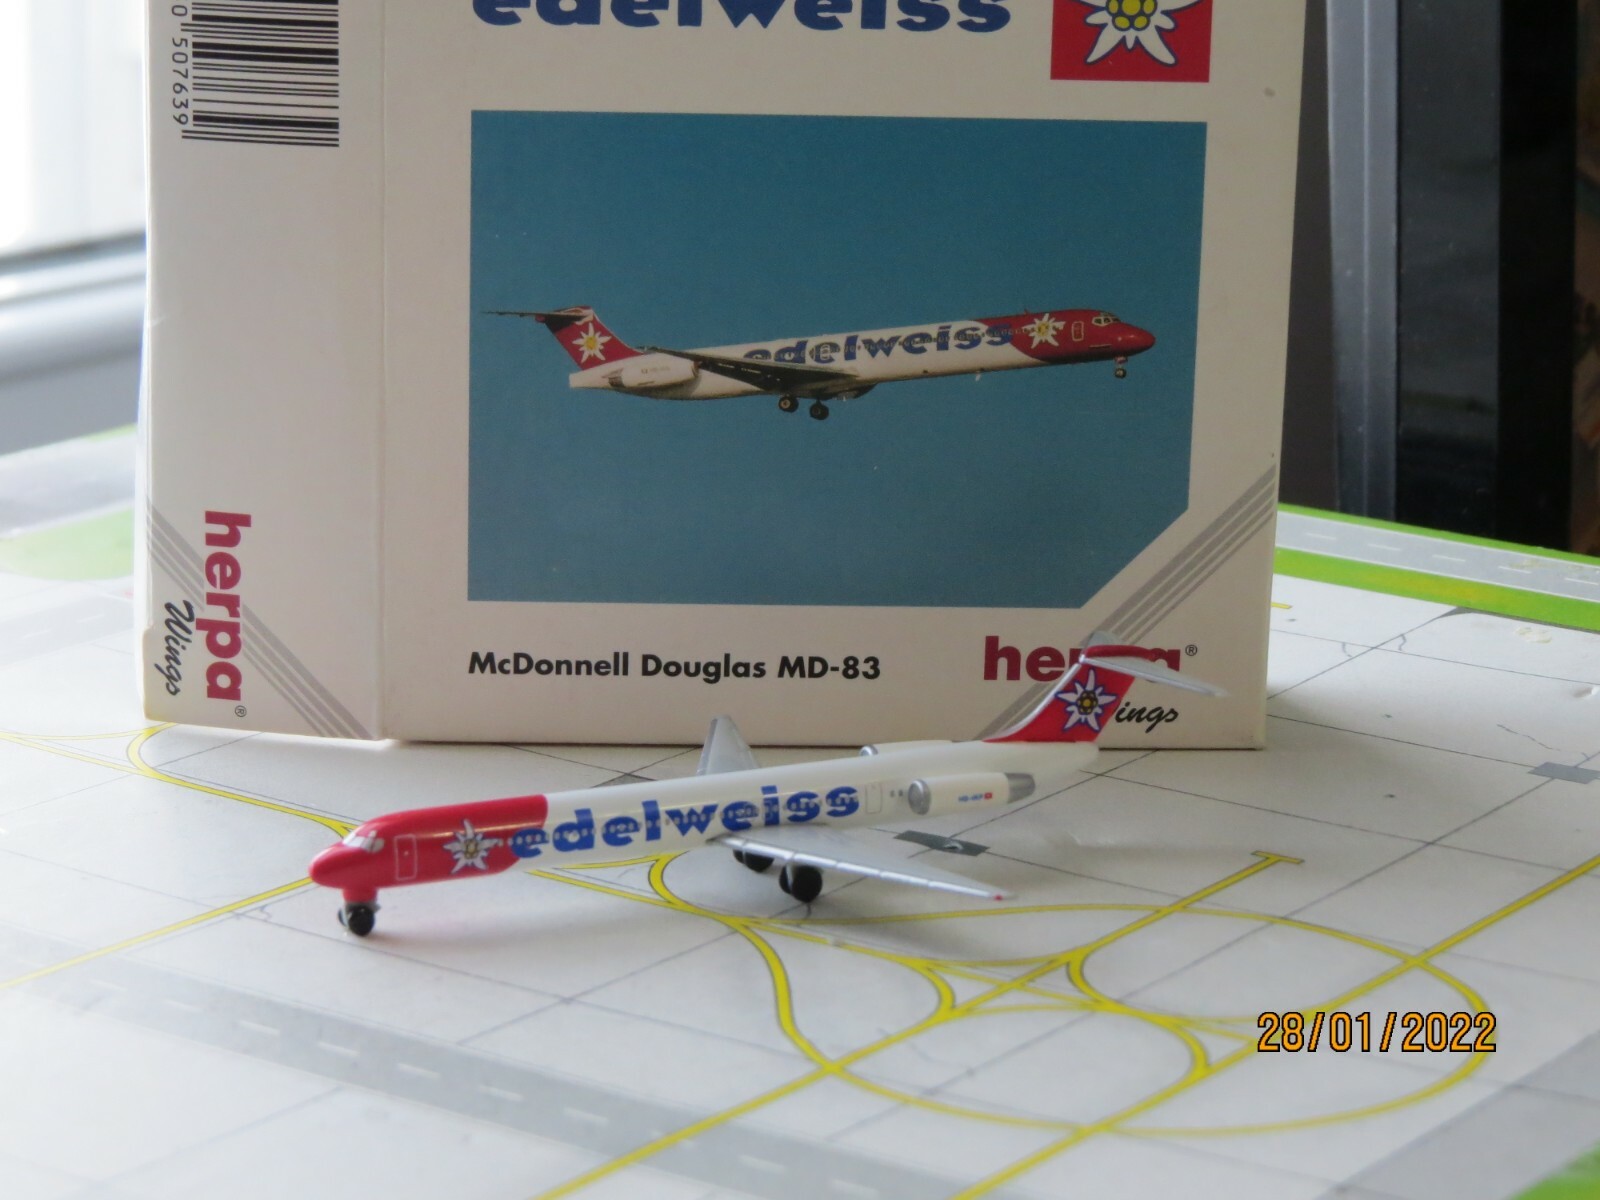 edelweiss
0 507639
edelweiss
herpa®
Wings
McDonnell Douglas MD-83
herpa®
Wings
edelweiss
28/01/2022